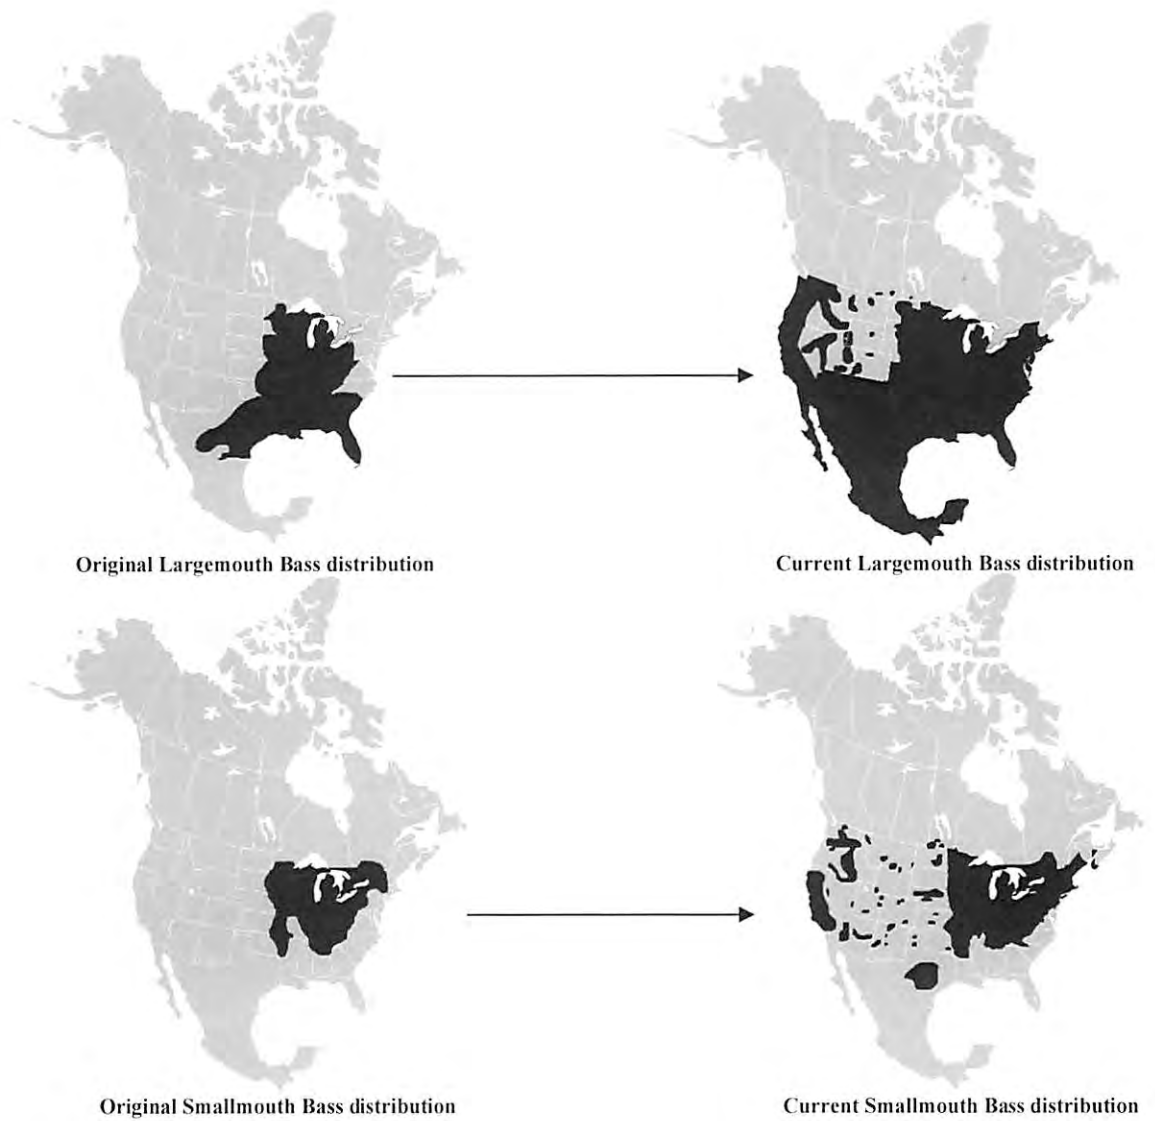 Original Largemouth Bass distribution
Current Largemouth Bass distribution
Original Smallmouth Bass distribution
Current Smallmouth Bass distribution